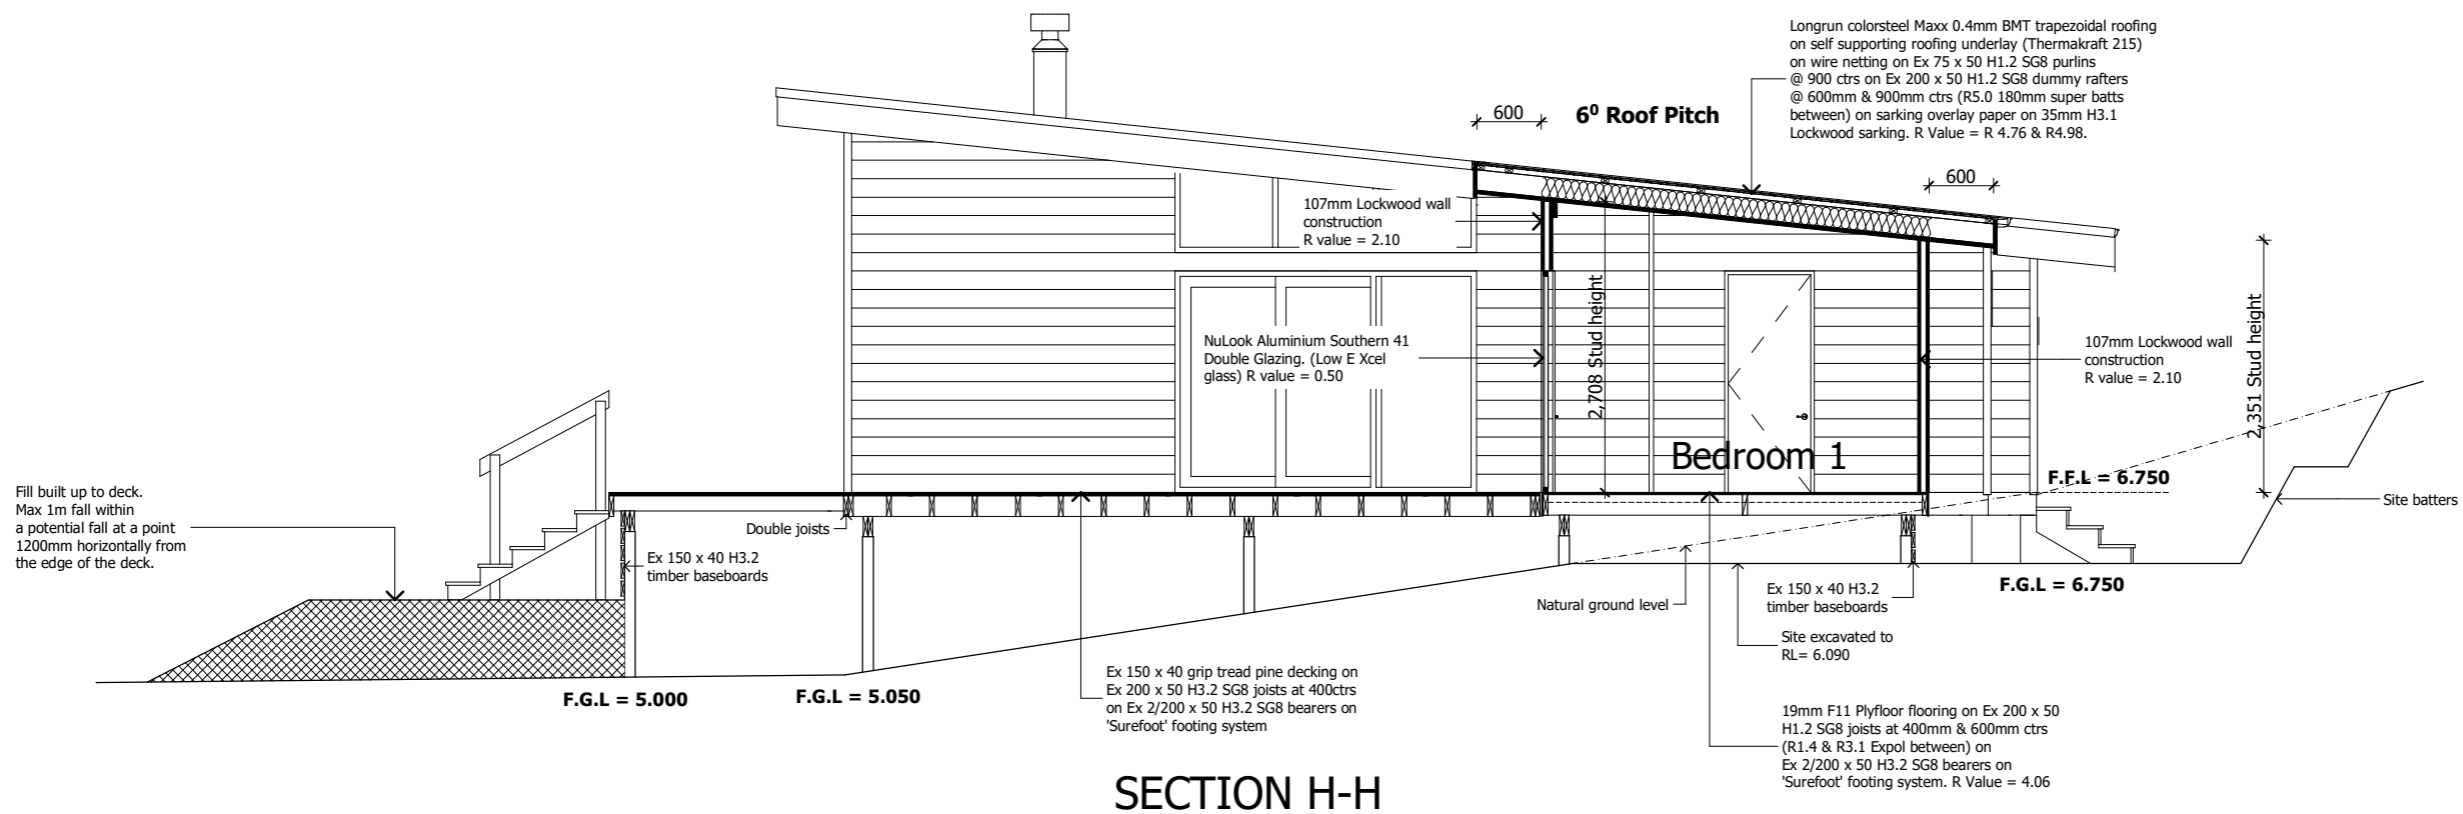 Longrun colorsteel Maxx 0.4mm BMT trapezoidal roofing
on self supporting roofing underlay (Thermakraft 215)
on wire netting on Ex 75 x 50 H1.2 SG8 purlins
@ 900 ctrs on Ex 200 x 50 H1.2 SG8 dummy rafters
@ 600mm & 900mm ctrs (R5.0 180mm super batts
between) on sarking overlay paper on 35mm H3.1
Lockwood sarking. R Value = R 4.76 & R4.98.
600
6⁰ Roof Pitch
600
107mm Lockwood wall
construction
R value = 2.10
NuLook Aluminium Southern 41
Double Glazing. (Low E Xcel
glass) R value = 0.50
2,708 Stud height
107mm Lockwood wall
construction
R value = 2.10
2,351 Stud height
Bedroom 1
F.F.L = 6.750
Site batters
Fill built up to deck.
Max 1m fall within
a potential fall at a point
1200mm horizontally from
the edge of the deck.
Double joists
Ex 150 x 40 H3.2
timber baseboards
Natural ground level
Ex 150 x 40 H3.2
timber baseboards
F.G.L = 6.750
Site excavated to
RL= 6.090
F.G.L = 5.000
F.G.L = 5.050
Ex 150 x 40 grip tread pine decking on
Ex 200 x 50 H3.2 SG8 joists at 400ctrs
on Ex 2/200 x 50 H3.2 SG8 bearers on
'Surefoot' footing system
19mm F11 Plyfloor flooring on Ex 200 x 50
H1.2 SG8 joists at 400mm & 600mm ctrs
(R1.4 & R3.1 Expol between) on
Ex 2/200 x 50 H3.2 SG8 bearers on
'Surefoot' footing system. R Value = 4.06
SECTION H-H